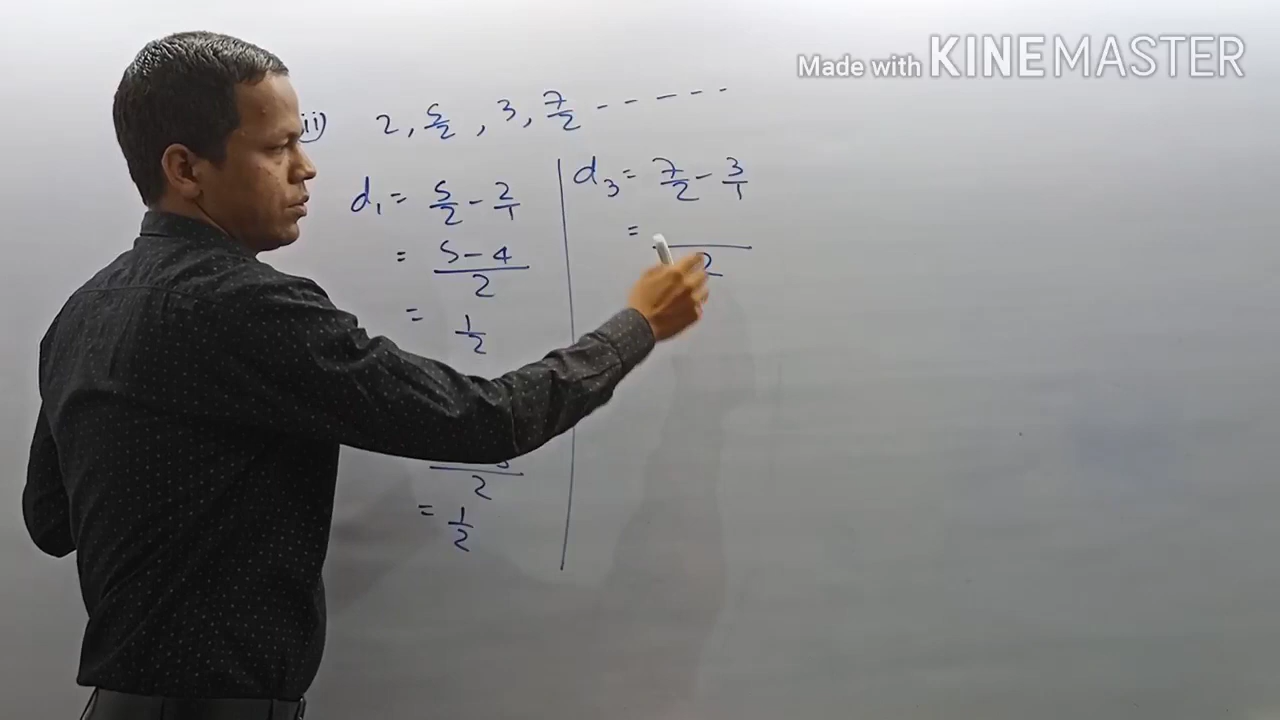 Made with KINEMASTER
ii) 2, 5/2, 3, 7/2 - - - - -
d₁ = 5/2 - 2/1
= 5-4/2
= 1/2
2
= 1/2
d₃ = 7/2 - 3/1
=
2